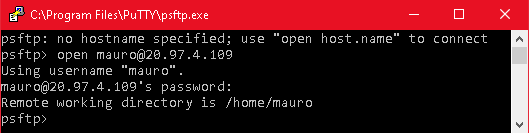 C:\Program Files\PuTTY\psftp.exe
psftp: no hostname specified; use "open host.name" to connect
psftp> open mauro@20.97.4.109
Using username "mauro".
mauro@20.97.4.109's password:
Remote working directory is /home/mauro
psftp>